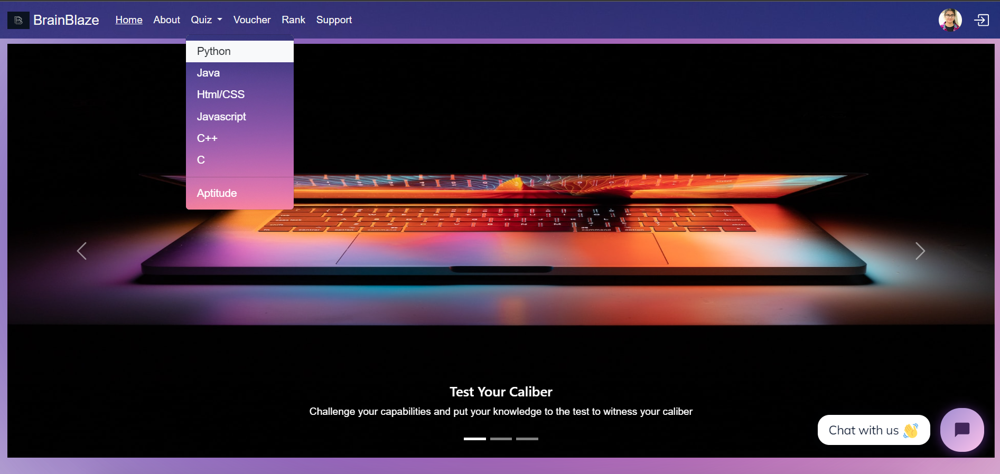 B BrainBlaze Home About Quiz Voucher Rank Support
Python
Java
Html/CSS
Javascript
C++
C
Aptitude
Test Your Caliber
Challenge your capabilities and put your knowledge to the test to witness your caliber
Chat with us 👋